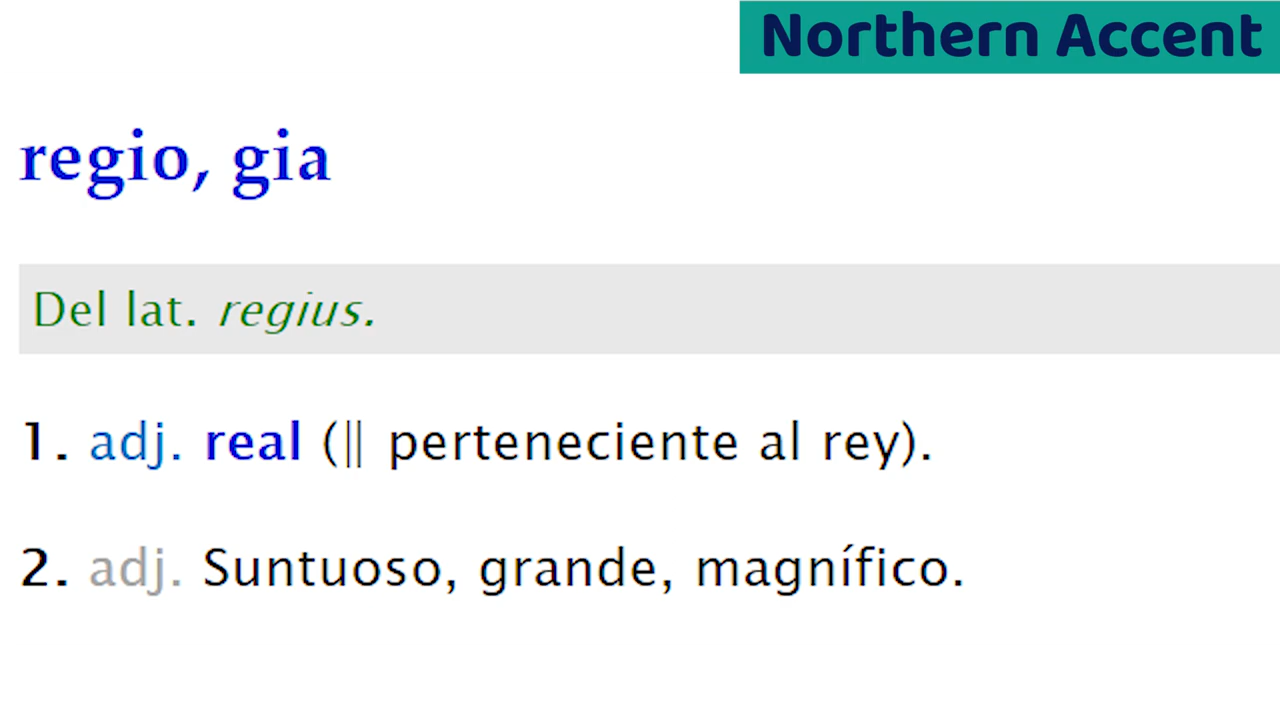 Northern Accent
regio, gia
Del lat. regius.
1. adj. real (‖ perteneciente al rey).
2. adj. Suntuoso, grande, magnífico.